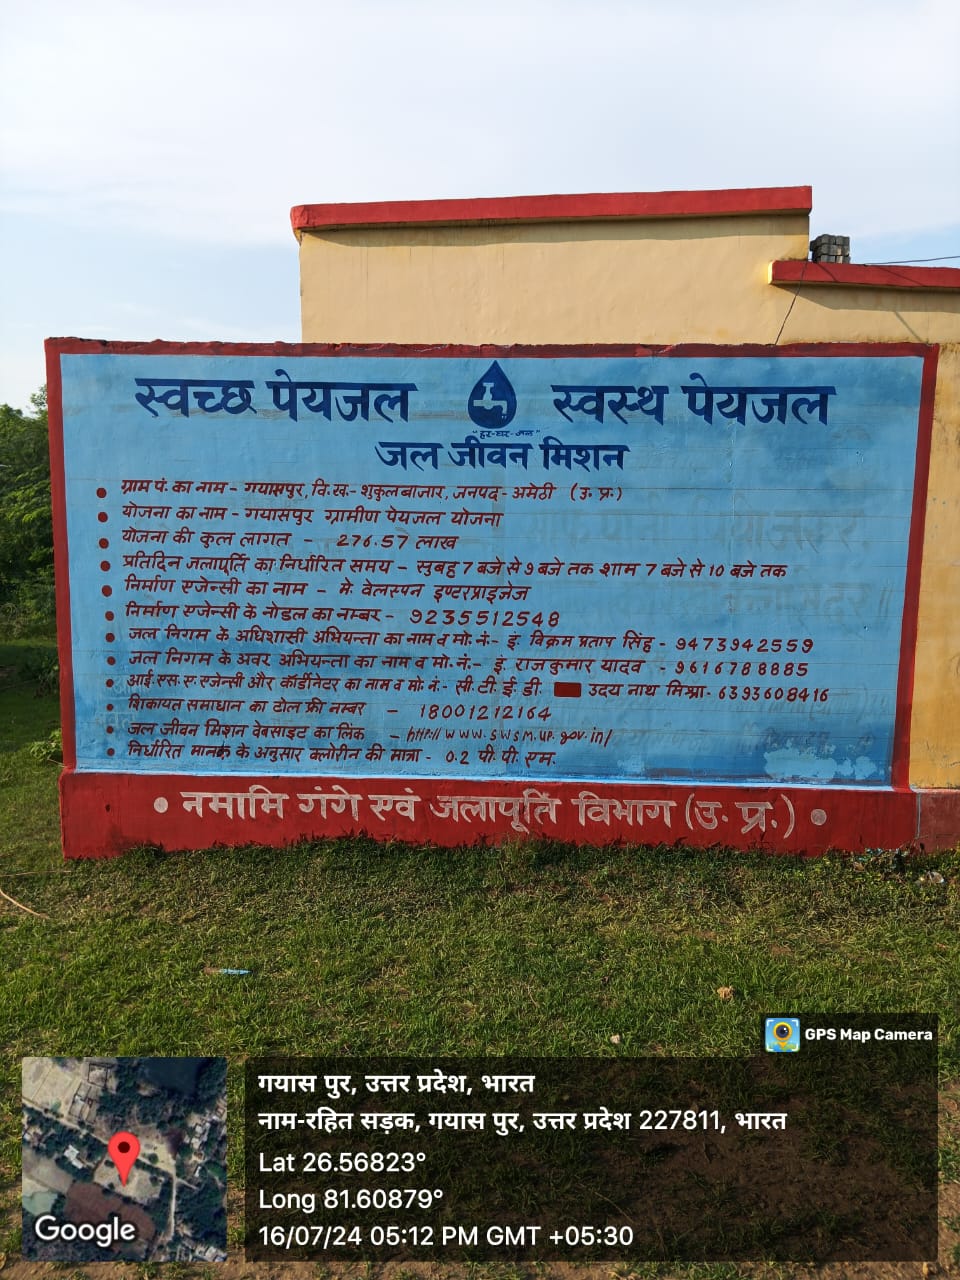 स्वच्छ पेयजल स्वस्थ पेयजल
"हर-घर-जल"
जल जीवन मिशन
ग्राम पं. का नाम - गयासपुर, वि.ख.- शुकुलबाजार, जनपद - अमेठी (उ. प्र.)
योजना का नाम - गयासपुर ग्रामीण पेयजल योजना
योजना की कुल लागत - 276.57 लाख
प्रतिदिन जलापूर्ति का निर्धारित समय - सुबह 7 बजे से 9 बजे तक शाम 7 बजे से 10 बजे तक
निर्माण एजेन्सी का नाम - मे. वेलस्पन इण्टरप्राइजेज
निर्माण एजेन्सी के नोडल का नम्बर - 9235512548
जल निगम के अधिशासी अभियन्ता का नाम व मो. नं.- इं. विक्रम प्रताप सिंह - 9473942559
जल निगम के अवर अभियन्ता का नाम व मो. नं.- इं. राज कुमार यादव - 9616788885
आई.एस.ए. एजेन्सी और कॉर्डीनेटर का नाम व मो. नं.- सी. टी. ई. डी. उदय नाथ मिश्रा - 6393608416
शिकायत समाधान का टोल फ्री नम्बर - 18001212164
जल जीवन मिशन वेबसाइट का लिंक - http:// www.swsm.up.gov.in/
निर्धारित मानक के अनुसार क्लोरीन की मात्रा - 0.2 पी. पी. एम.
• नमामि गंगे एवं जलापूर्ति विभाग (उ. प्र.) •
GPS Map Camera
गयास पुर, उत्तर प्रदेश, भारत
नाम-रहित सड़क, गयास पुर, उत्तर प्रदेश 227811, भारत
Lat 26.56823°
Long 81.60879°
16/07/24 05:12 PM GMT +05:30
Google